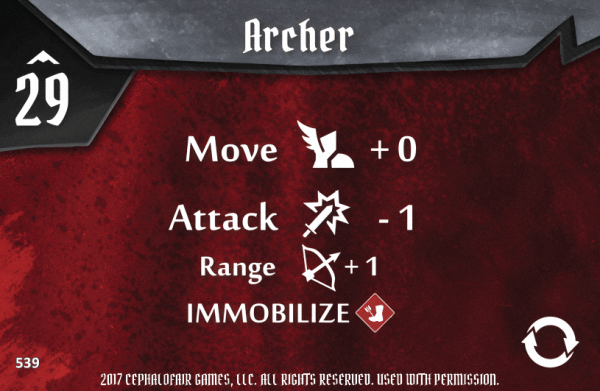 Archer
29
Move + 0
Attack - 1
Range + 1
IMMOBILIZE
539
2017 CEPHALOFAIR GAMES, LLC. ALL RIGHTS RESERVED. USED WITH PERMISSION.